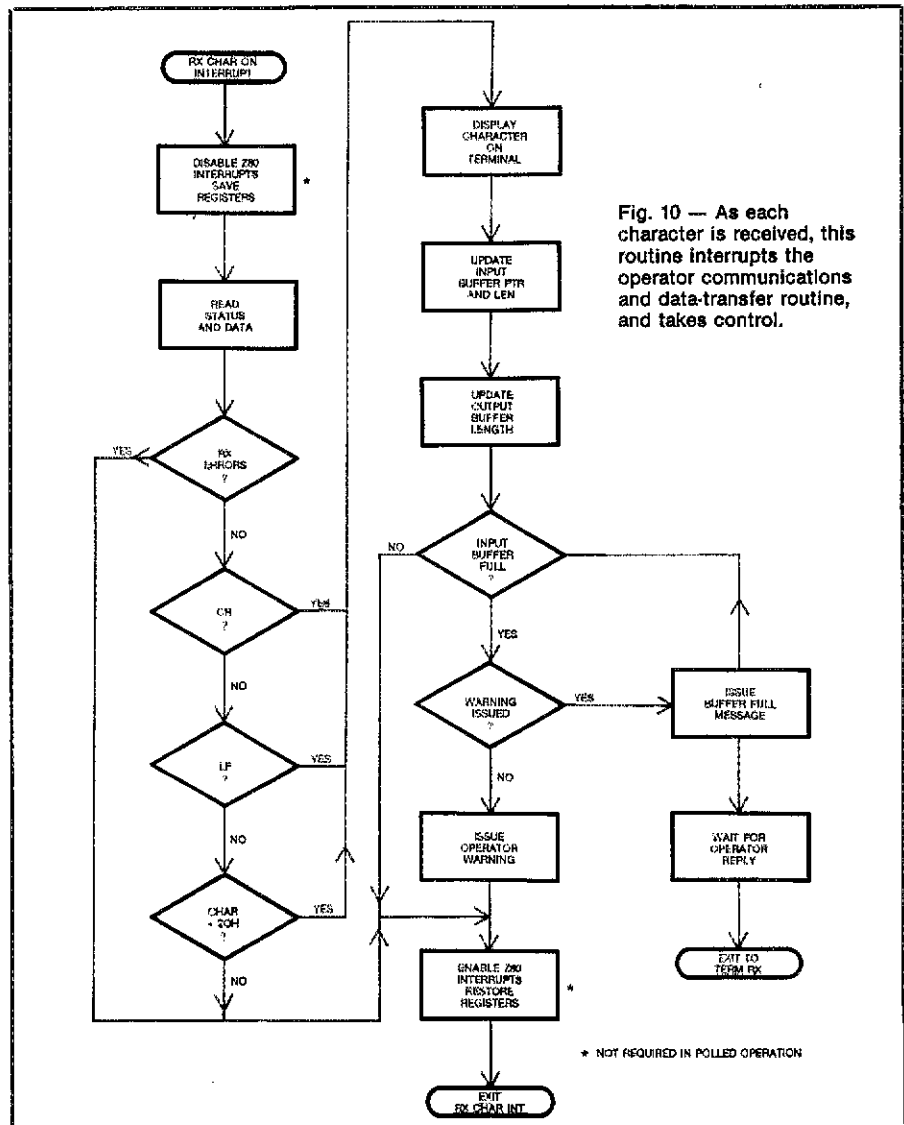 RX CHAR ON
INTERRUPT
DISABLE Z80
INTERRUPTS
SAVE
REGISTERS
*
READ
STATUS
AND DATA
RX
ERRORS
?
YES
NO
CR
?
YES
NO
LF
?
YES
NO
CHAR
20H
?
YES
NO
DISPLAY
CHARACTER
ON
TERMINAL
UPDATE
INPUT
BUFFER PTR
AND LEN
UPDATE
OUTPUT
BUFFER
LENGTH
INPUT
BUFFER
FULL
?
NO
YES
WARNING
ISSUED
?
YES
NO
ISSUE
OPERATOR
WARNING
ENABLE Z80
INTERRUPTS
RESTORE
REGISTERS
*
EXIT
RX CHAR INT
ISSUE
BUFFER FULL
MESSAGE
WAIT FOR
OPERATOR
REPLY
EXIT TO
TERM RX
* NOT REQUIRED IN POLLED OPERATION
Fig. 10 — As each
character is received, this
routine interrupts the
operator communications
and data-transfer routine,
and takes control.